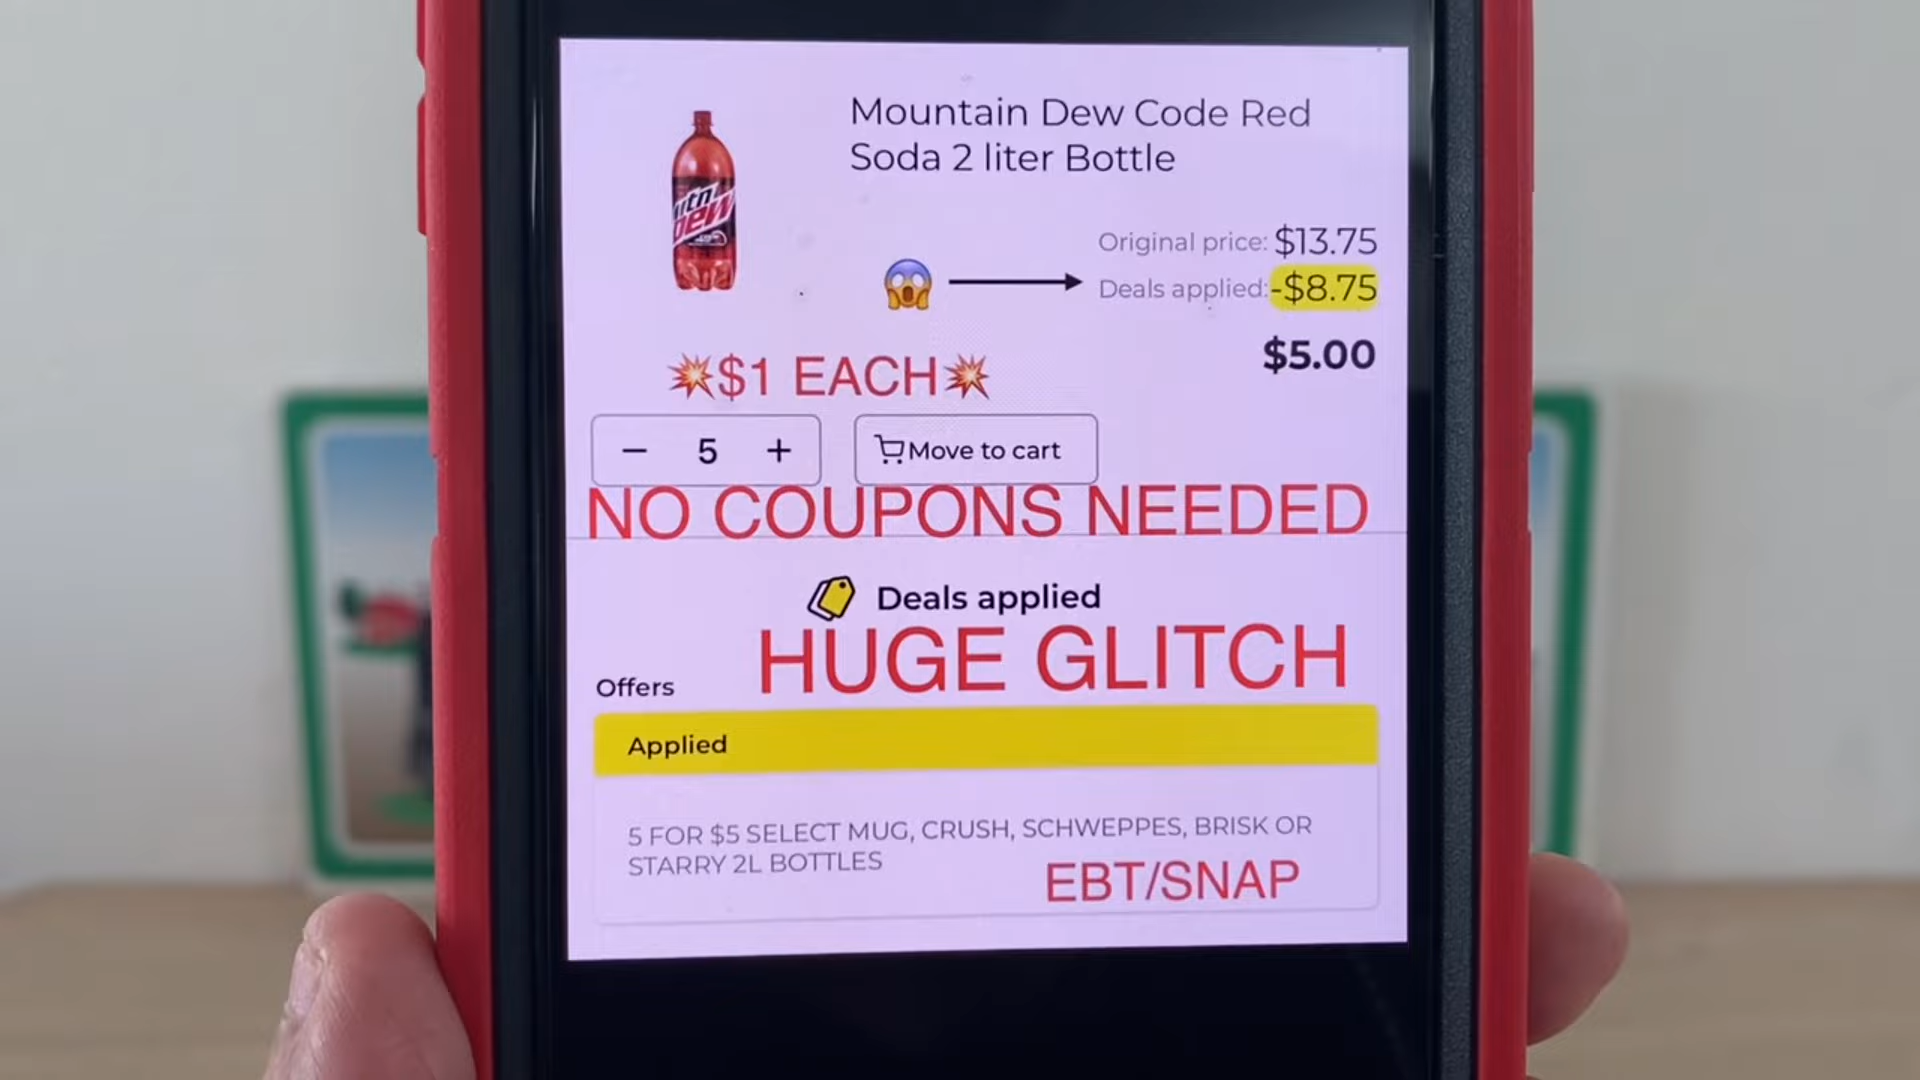 Mountain Dew Code Red
Soda 2 liter Bottle
mtn
dew
Original price: $13.75
Deals applied: -$8.75
$5.00
$1 EACH
− 5 +
Move to cart
NO COUPONS NEEDED
Deals applied
HUGE GLITCH
Offers
Applied
5 FOR $5 SELECT MUG, CRUSH, SCHWEPPES, BRISK OR
STARRY 2L BOTTLES
EBT/SNAP